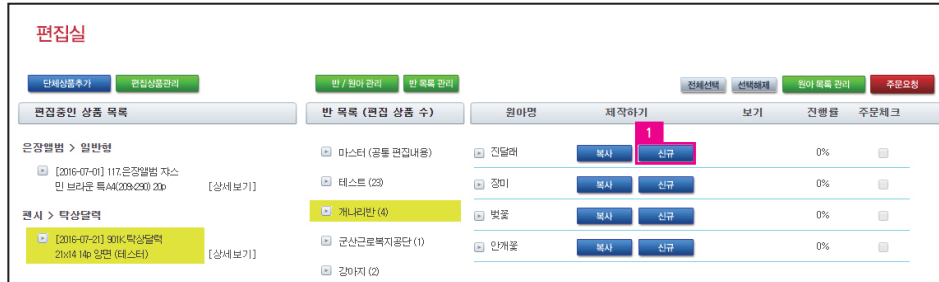 편집실
단체상품추가 편집상품관리 반 / 원아 관리 반 목록 관리 전체선택 선택해제 원아 목록 관리 주문요청
편집중인 상품 목록 반 목록 (편집 상품 수) 원아명 제작하기 보기 진행률 주문체크
1
은장앨범 > 일반형
[2016-07-01] 117.은장앨범 쟈스
민 브라운 특A4(209x290) 20p [상세보기]
팬시 > 탁상달력
[2016-07-21] 901K.탁상달력
21x14 14p 양면 (테스터) [상세보기]
마스터 (공통 편집내용)
테스트 (23)
개나리반 (4)
군산근로복지공단 (1)
강아지 (2)
진달래 복사 신규 0%
장미 복사 신규 0%
벚꽃 복사 신규 0%
안개꽃 복사 신규 0%